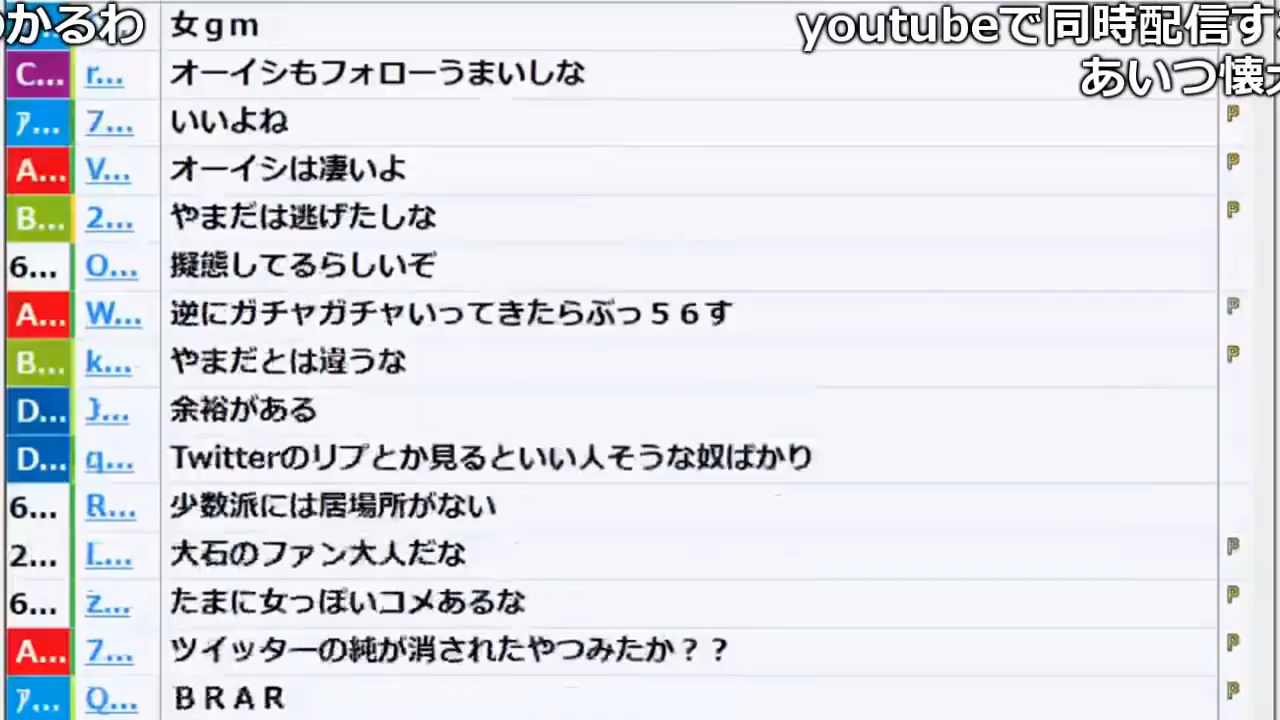 わかるわ
youtubeで同時配信す
あいつ懐
女ｇｍ
C... r... オーイシもフォローうまいしな
ｱ... 7... いいよね P
A... V... オーイシは凄いよ P
B... 2... やまだは逃げたしな P
6... O... 擬態してるらしいぞ
A... W... 逆にガチャガチャいってきたらぶっ５６す P
B... k... やまだとは違うな P
D... J... 余裕がある
D... q... Twitterのリプとか見るといい人そうな奴ばかり
6... R... 少数派には居場所がない
2... L... 大石のファン大人だな P
6... z... たまに女っぽいコメあるな P
A... 7... ツイッターの純が消されたやつみたか？？ P
ｱ... Q... ＢＲＡＲ P